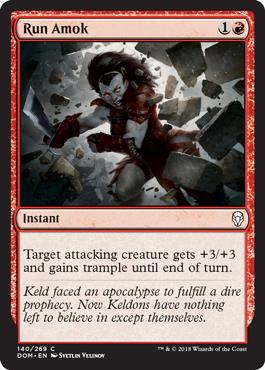 Run Amok 1
Instant
Target attacking creature gets +3/+3
and gains trample until end of turn.
Keld faced an apocalypse to fulfill a dire
prophecy. Now Keldons have nothing
left to believe in except themselves.
140/269 C
DOM • EN SVETLIN VELINOV
™ & © 2018 Wizards of the Coast